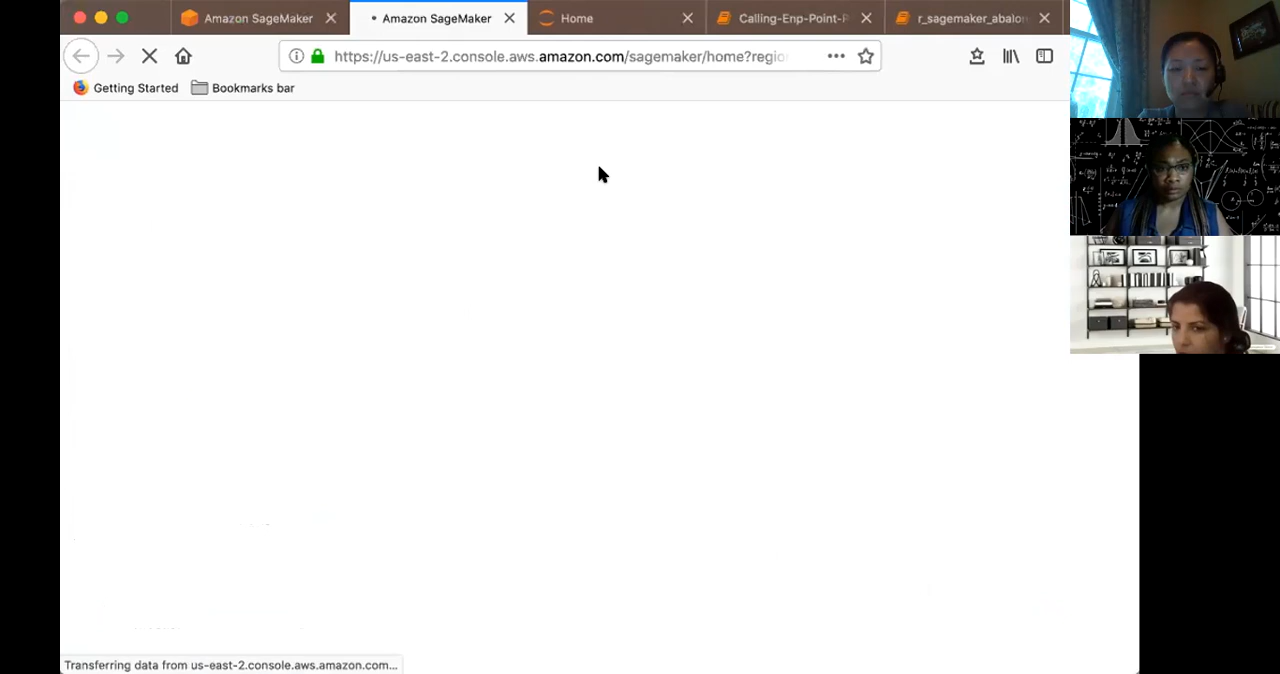 Amazon SageMaker
Amazon SageMaker
Home
Calling-Enp-Point-
r_sagemaker_abalon
https://us-east-2.console.aws.amazon.com/sagemaker/home?regio
Getting Started
Bookmarks bar
Transferring data from us-east-2.console.aws.amazon.com...